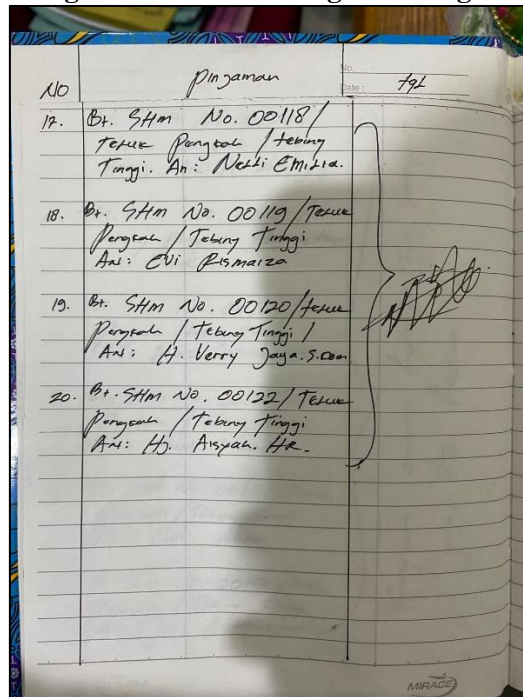 No.
Date :
NO Pinjaman tgl
17. Bt. SHM No. 00118/
Teluk Pengkah / Tebing
Tinggi. An: Nelli Emilia.
18. Bt. SHM No. 00119/Teluk
Pengkah / Tebing Tinggi
An: Evi Rismaiza
19. Bt. SHM No. 00120/Teluk
Pengkah / Tebing Tinggi /
An: H. Verry Jaya. S.Kom
20. Bt. SHM No. 00122/Teluk
Pengkah / Tebing Tinggi
An: Hj. Aisyah. HR.
MIRAGE